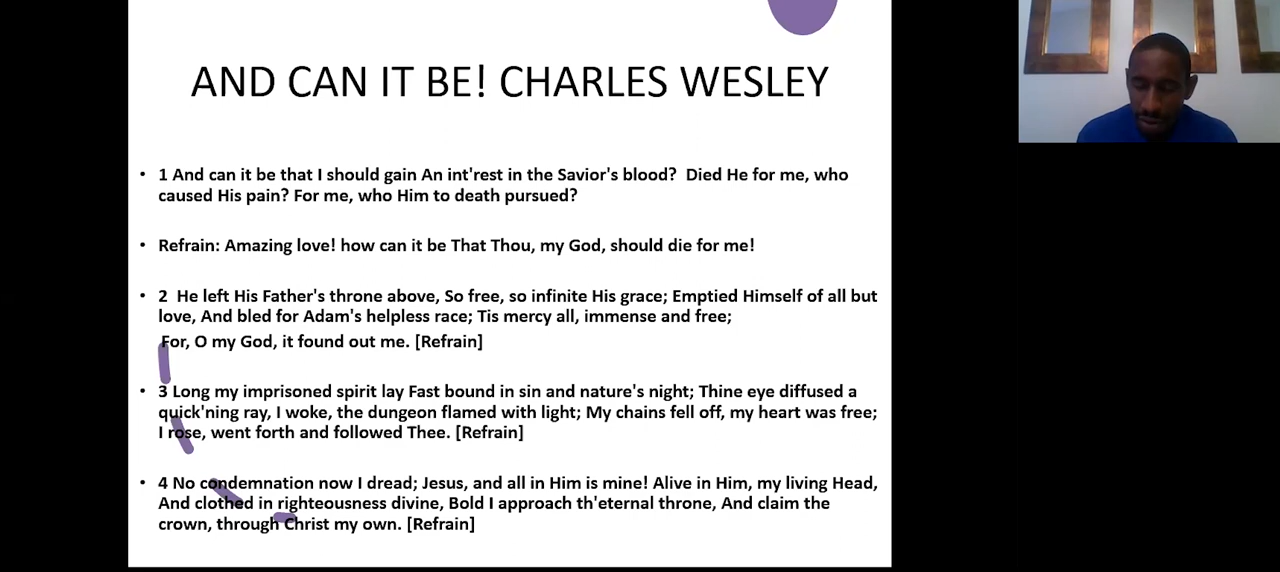 AND CAN IT BE! CHARLES WESLEY
• 1 And can it be that I should gain An int'rest in the Savior's blood?  Died He for me, who
caused His pain? For me, who Him to death pursued?
• Refrain: Amazing love! how can it be That Thou, my God, should die for me!
• 2  He left His Father's throne above, So free, so infinite His grace; Emptied Himself of all but
love, And bled for Adam's helpless race; Tis mercy all, immense and free;
For, O my God, it found out me. [Refrain]
• 3 Long my imprisoned spirit lay Fast bound in sin and nature's night; Thine eye diffused a
quick'ning ray, I woke, the dungeon flamed with light; My chains fell off, my heart was free;
I rose, went forth and followed Thee. [Refrain]
• 4 No condemnation now I dread; Jesus, and all in Him is mine! Alive in Him, my living Head,
And clothed in righteousness divine, Bold I approach th'eternal throne, And claim the
crown, through Christ my own. [Refrain]